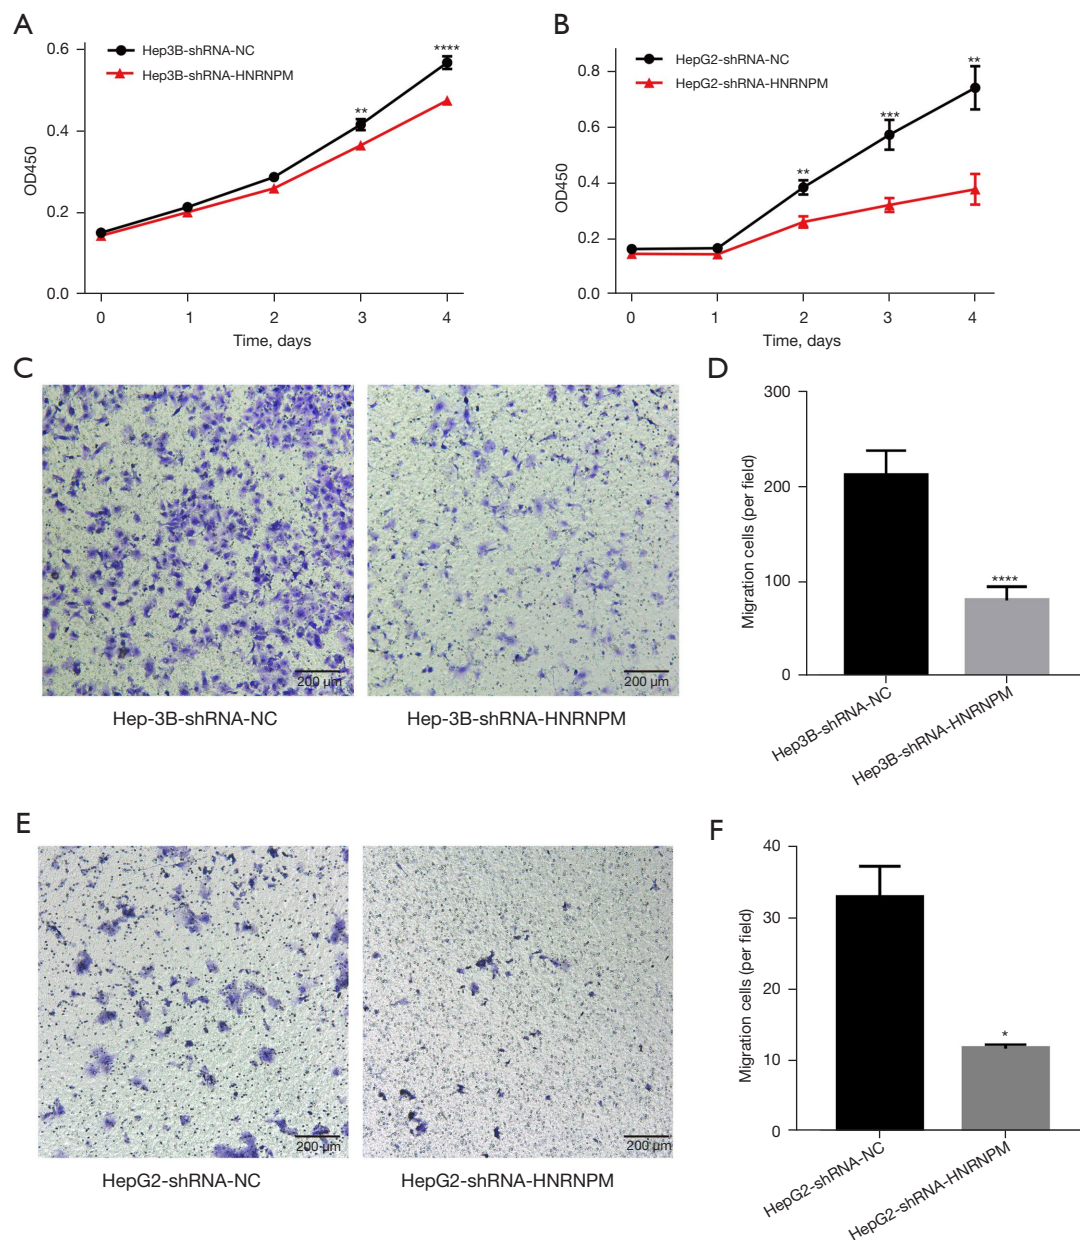 A
Hep3B-shRNA-NC
Hep3B-shRNA-HNRNPM
0.6
0.4
0.2
0.0
OD450
**
****
0 1 2 3 4
Time, days
B
HepG2-shRNA-NC
HepG2-shRNA-HNRNPM
0.8
0.6
0.4
0.2
0.0
OD450
**
***
**
0 1 2 3 4
Time, days
C
200 µm
200 µm
Hep-3B-shRNA-NC
Hep-3B-shRNA-HNRNPM
D
300
200
100
0
Migration cells (per field)
****
Hep3B-shRNA-NC
Hep3B-shRNA-HNRNPM
E
200 µm
200 µm
HepG2-shRNA-NC
HepG2-shRNA-HNRNPM
F
40
30
20
10
0
Migration cells (per field)
*
HepG2-shRNA-NC
HepG2-shRNA-HNRNPM